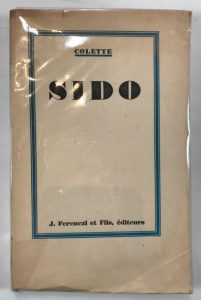 COLETTE
SIDO
J. Ferenczi et Fils, éditeurs